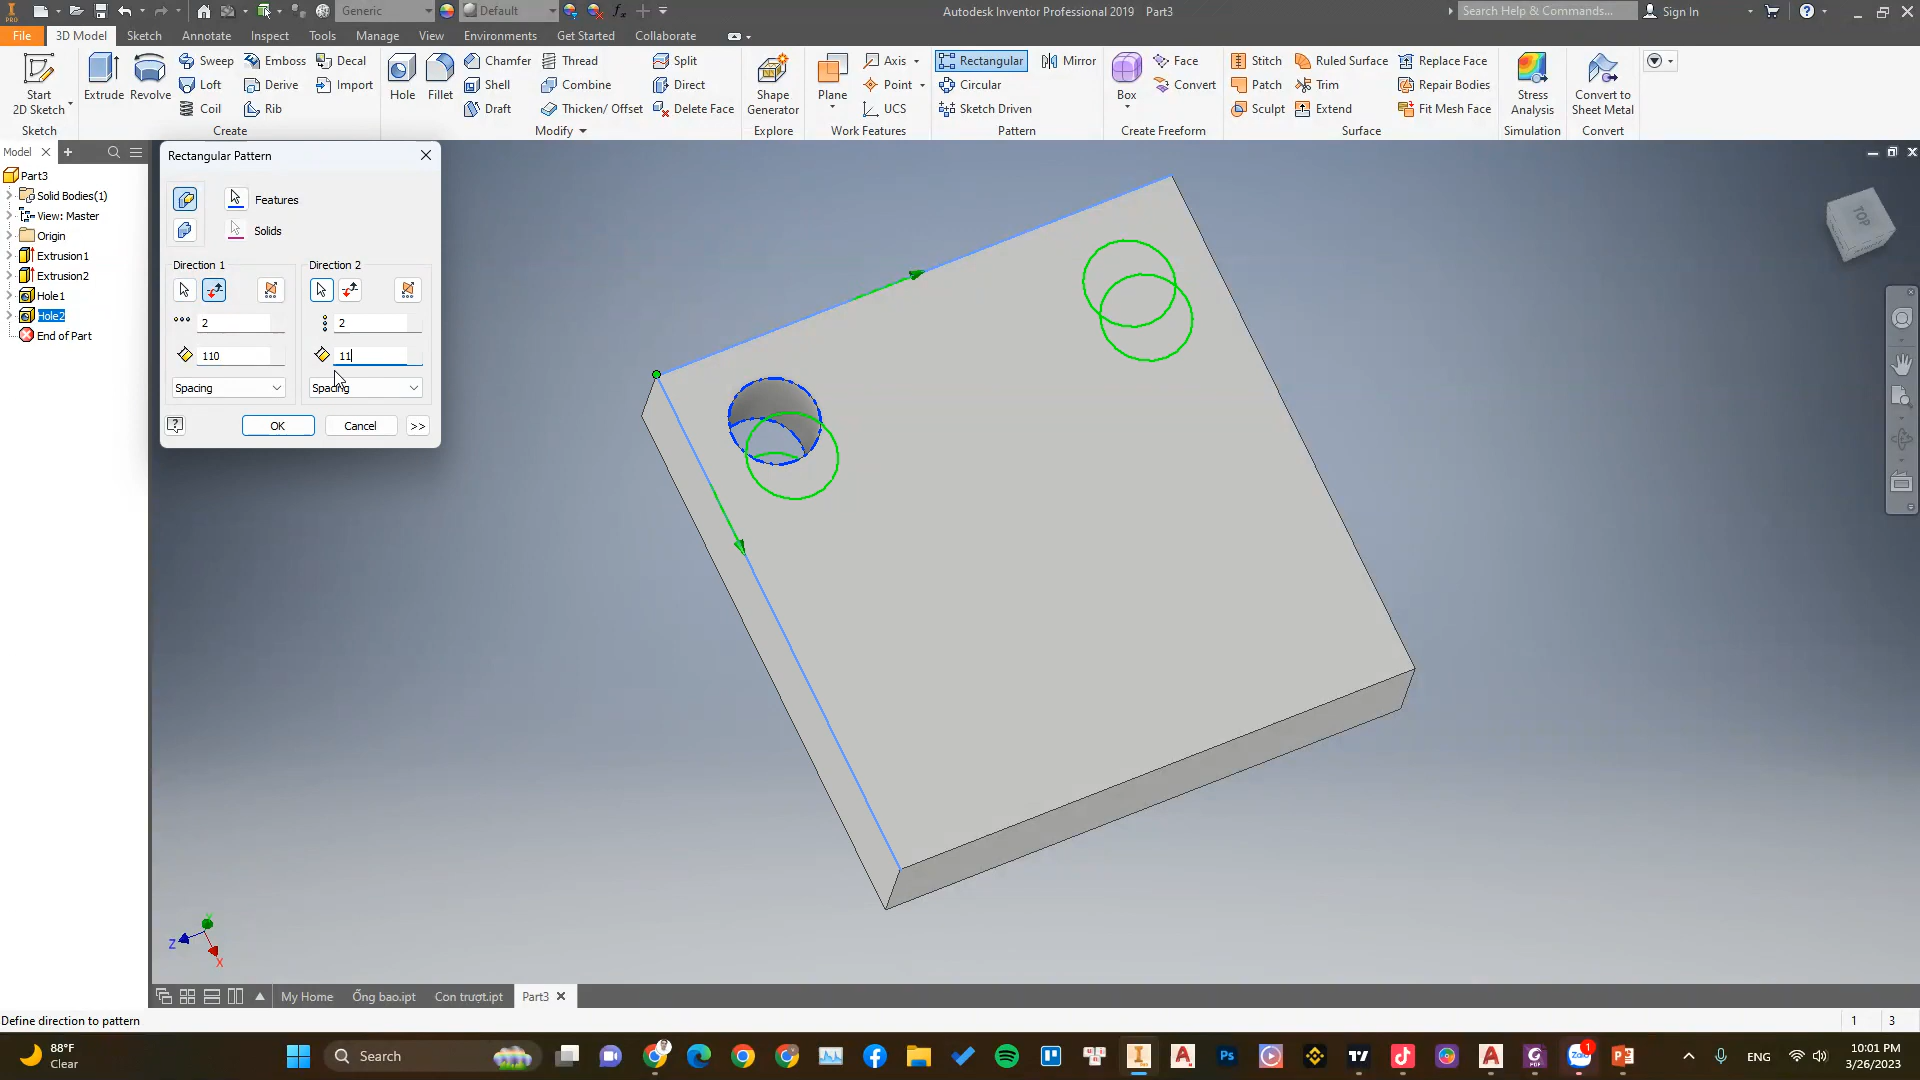 PRO
Generic
Default
Autodesk Inventor Professional 2019 Part3
Search Help & Commands...
Sign In
File
3D Model
Sketch
Annotate
Inspect
Tools
Manage
View
Environments
Get Started
Collaborate
Start
2D Sketch
Extrude
Revolve
Sweep
Loft
Coil
Emboss
Derive
Rib
Decal
Import
Hole
Fillet
Chamfer
Shell
Draft
Thread
Combine
Thicken/ Offset
Split
Direct
Delete Face
Shape
Generator
Plane
Axis
Point
UCS
Rectangular
Circular
Sketch Driven
Mirror
Box
Face
Convert
Stitch
Patch
Sculpt
Ruled Surface
Trim
Extend
Replace Face
Repair Bodies
Fit Mesh Face
Stress
Analysis
Convert to
Sheet Metal
Sketch
Create
Modify
Explore
Work Features
Pattern
Create Freeform
Surface
Simulation
Convert
Model
Part3
Solid Bodies(1)
View: Master
Origin
Extrusion1
Extrusion2
Hole1
Hole2
End of Part
Rectangular Pattern
Features
Solids
Direction 1
Direction 2
2
2
110
11
Spacing
Spacing
OK
Cancel
>>
TOP
Y
Z
X
My Home
Ống bao.ipt
Con trượt.ipt
Part3
Define direction to pattern
1
3
88°F
Clear
Search
Ps
Zalo
1
ENG
10:01 PM
3/26/2023